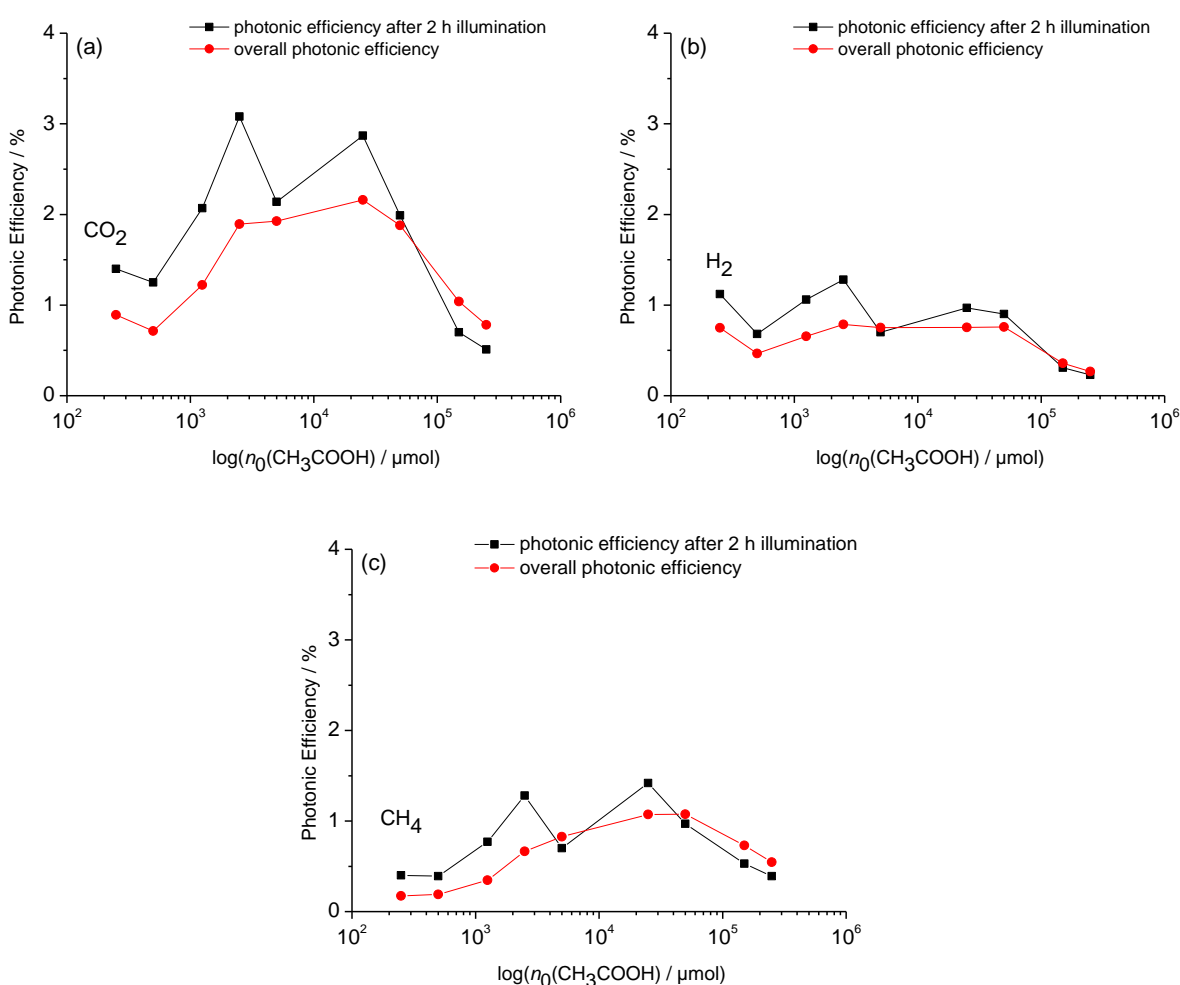 photonic efficiency after 2 h illumination
overall photonic efficiency
(a)
4
3
2
1
0
Photonic Efficiency / %
CO2
10^2
10^3
10^4
10^5
10^6
log(n0(CH3COOH) / µmol)
photonic efficiency after 2 h illumination
overall photonic efficiency
(b)
4
3
2
1
0
Photonic Efficiency / %
H2
10^2
10^3
10^4
10^5
10^6
log(n0(CH3COOH) / µmol)
photonic efficiency after 2 h illumination
overall photonic efficiency
(c)
4
3
2
1
0
Photonic Efficiency / %
CH4
10^2
10^3
10^4
10^5
10^6
log(n0(CH3COOH) / µmol)